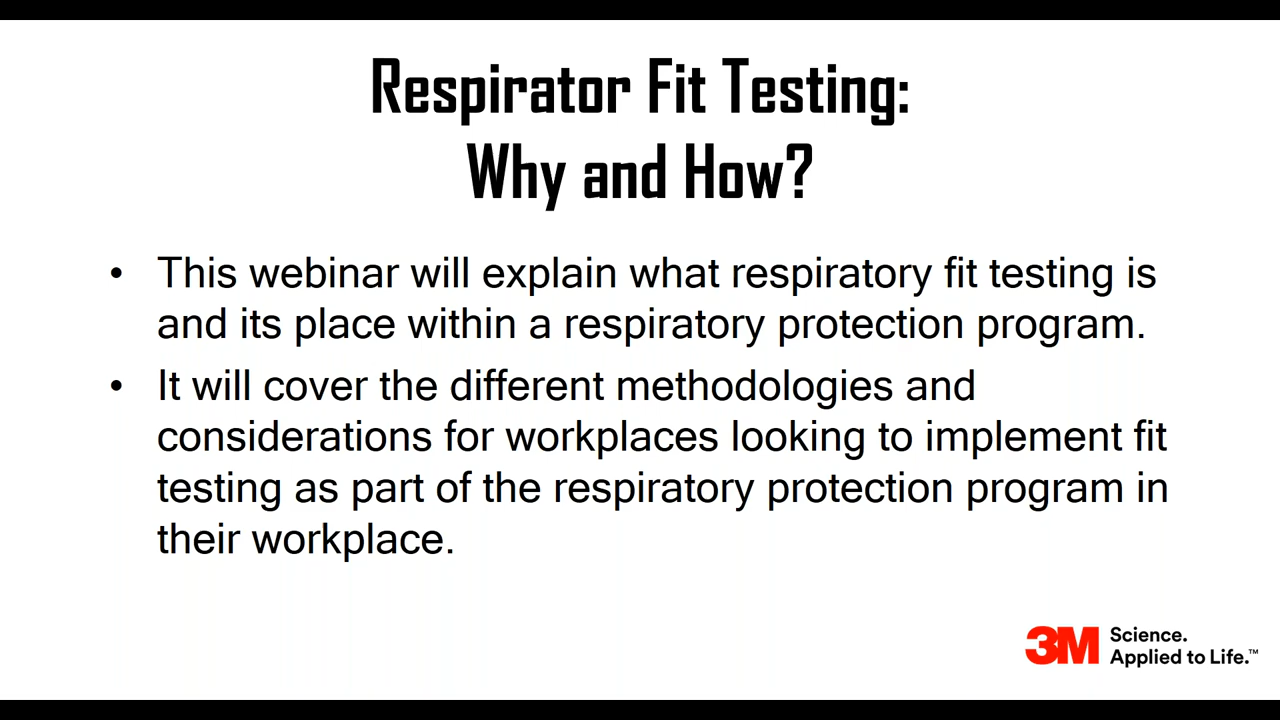 Respirator Fit Testing:
Why and How?
• This webinar will explain what respiratory fit testing is
and its place within a respiratory protection program.
• It will cover the different methodologies and
considerations for workplaces looking to implement fit
testing as part of the respiratory protection program in
their workplace.
3M Science.
Applied to Life.™